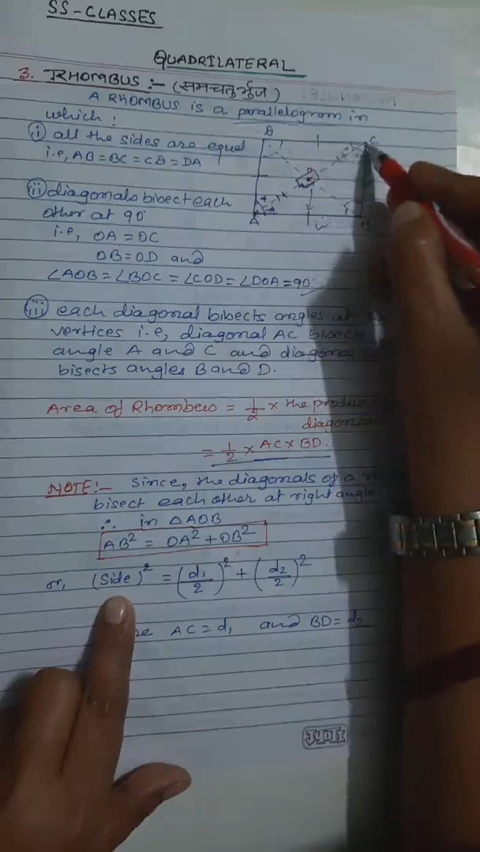 SS-CLASSES
QUADRILATERAL
3. RHOMBUS:- (समचतुर्भुज)
A RHOMBUS is a parallelogram in
which:
(i) all the sides are equal
i.e, AB=BC=CD=DA
D C
A
(ii) diagonals bisect each
other at 90°
i.e, OA=OC
OB=OD and
∠AOB=∠BOC=∠COD=∠DOA=90°
(iii) each diagonal bibects angles at
vertices i.e, diagonal AC
angle A and C and
bisects angles B and D.
Area of Rhombus = 1/2 × the
= 1/2 × AC × BD.
NOTE:- Since, the diagonals of a
bisect each other at right angle
∴ in △AOB
AB² = OA² + OB²
or, (Side)² = (d₁/2)² + (d₂/2)²
AC = d₁ and BD = d₂